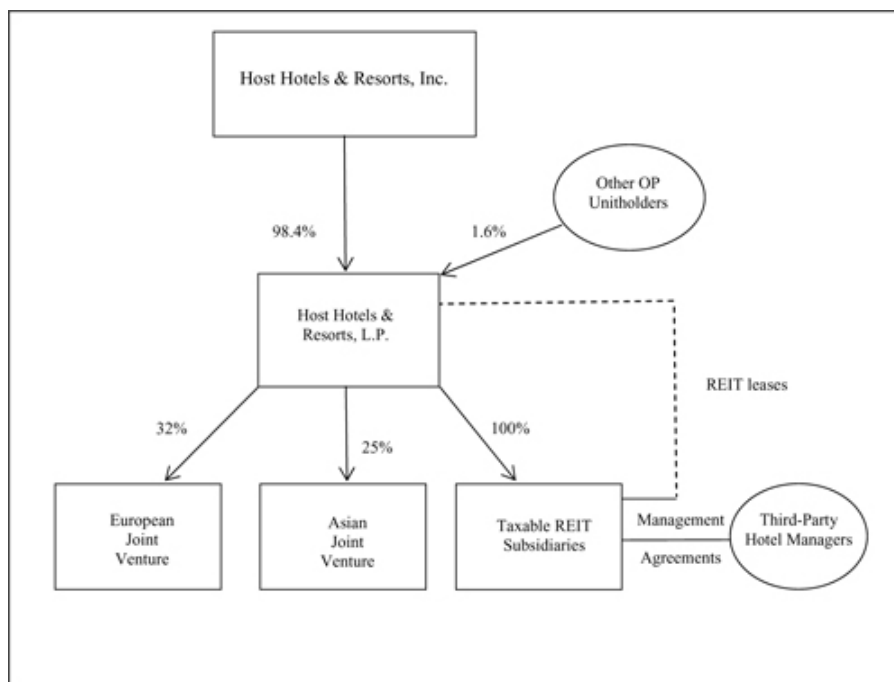 Host Hotels & Resorts, Inc.
Other OP
Unitholders
98.4%
1.6%
Host Hotels &
Resorts, L.P.
REIT leases
32%
25%
100%
European
Joint
Venture
Asian
Joint
Venture
Taxable REIT
Subsidiaries
Management
Agreements
Third-Party
Hotel Managers